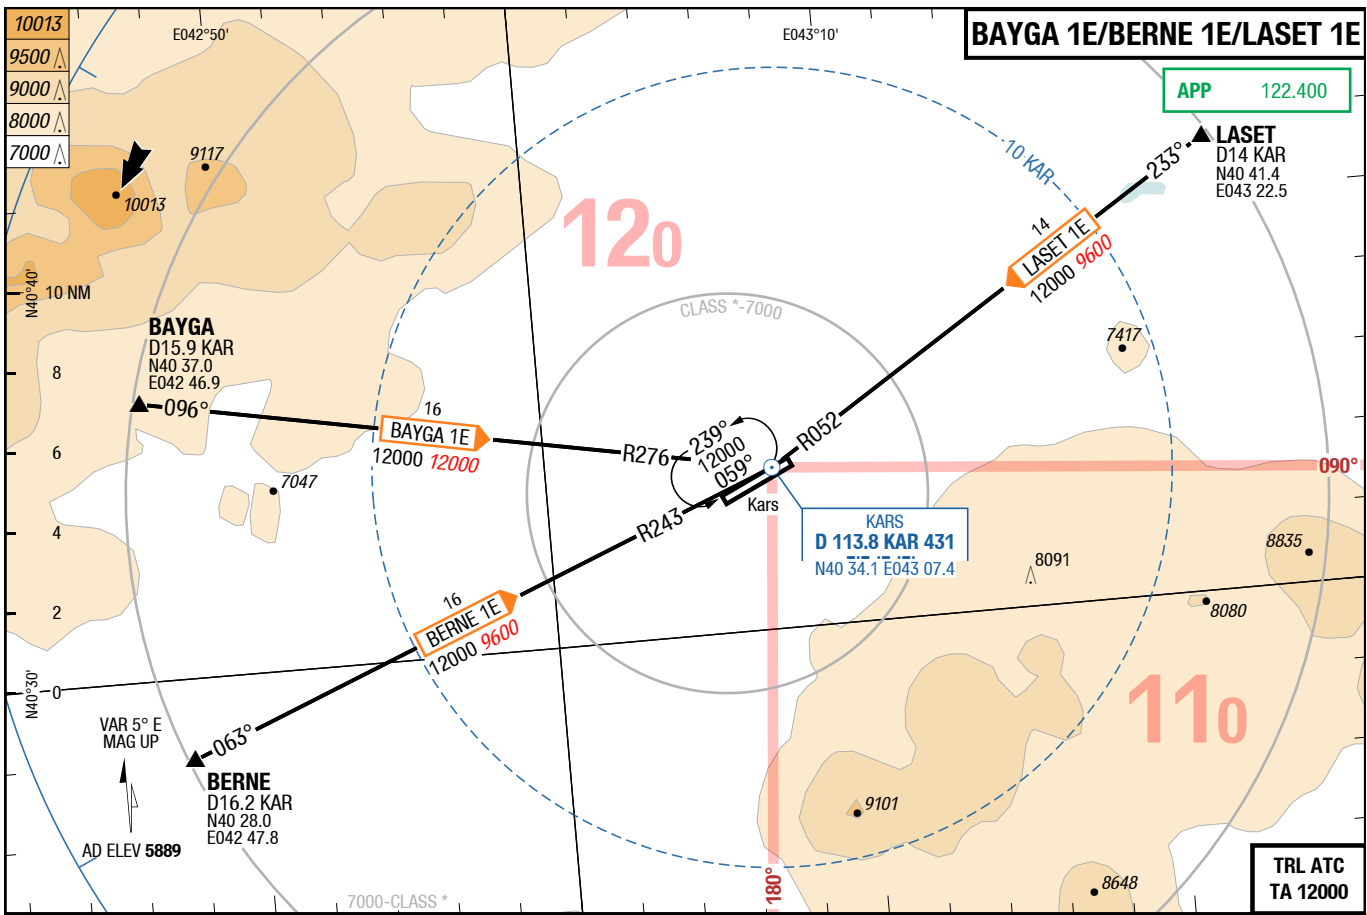 10013
9500
9000
8000
7000
E042°50'
E043°10'
BAYGA 1E/BERNE 1E/LASET 1E
APP 122.400
LASET
D14 KAR
N40 41.4
E043 22.5
233°
10 KAR
9117
10013
120
14
LASET 1E
12000 9600
N40°40'
10 NM
CLASS *-7000
BAYGA
D15.9 KAR
N40 37.0
E042 46.9
7417
8
096°
16
BAYGA 1E
12000 12000
R276
239°
12000
059°
R052
6
090°
7047
Kars
R243
KARS
D 113.8 KAR 431
N40 34.1 E043 07.4
4
8835
8091
8080
2
16
BERNE 1E
12000 9600
N40°30'
0
110
VAR 5° E
MAG UP
063°
BERNE
D16.2 KAR
N40 28.0
E042 47.8
9101
AD ELEV 5889
180°
8648
7000-CLASS *
TRL ATC
TA 12000